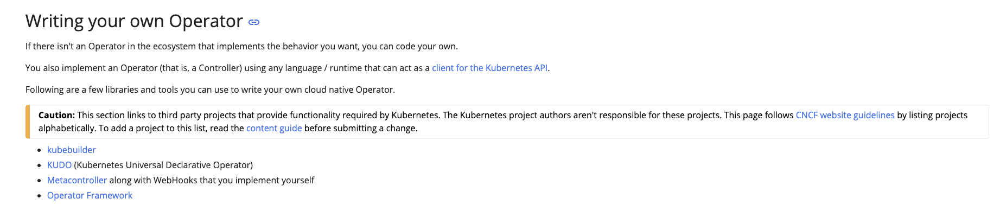 Writing your own Operator
If there isn't an Operator in the ecosystem that implements the behavior you want, you can code your own.
You also implement an Operator (that is, a Controller) using any language / runtime that can act as a client for the Kubernetes API.
Following are a few libraries and tools you can use to write your own cloud native Operator.
Caution: This section links to third party projects that provide functionality required by Kubernetes. The Kubernetes project authors aren't responsible for these projects. This page follows CNCF website guidelines by listing projects
alphabetically. To add a project to this list, read the content guide before submitting a change.
• kubebuilder
• KUDO (Kubernetes Universal Declarative Operator)
• Metacontroller along with WebHooks that you implement yourself
• Operator Framework